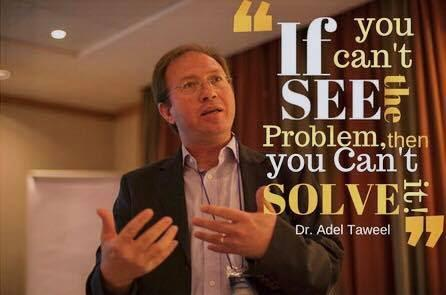 “
If you
can't
SEE the
Problem, then
you Can't
SOLVE it!
”
Dr. Adel Taweel